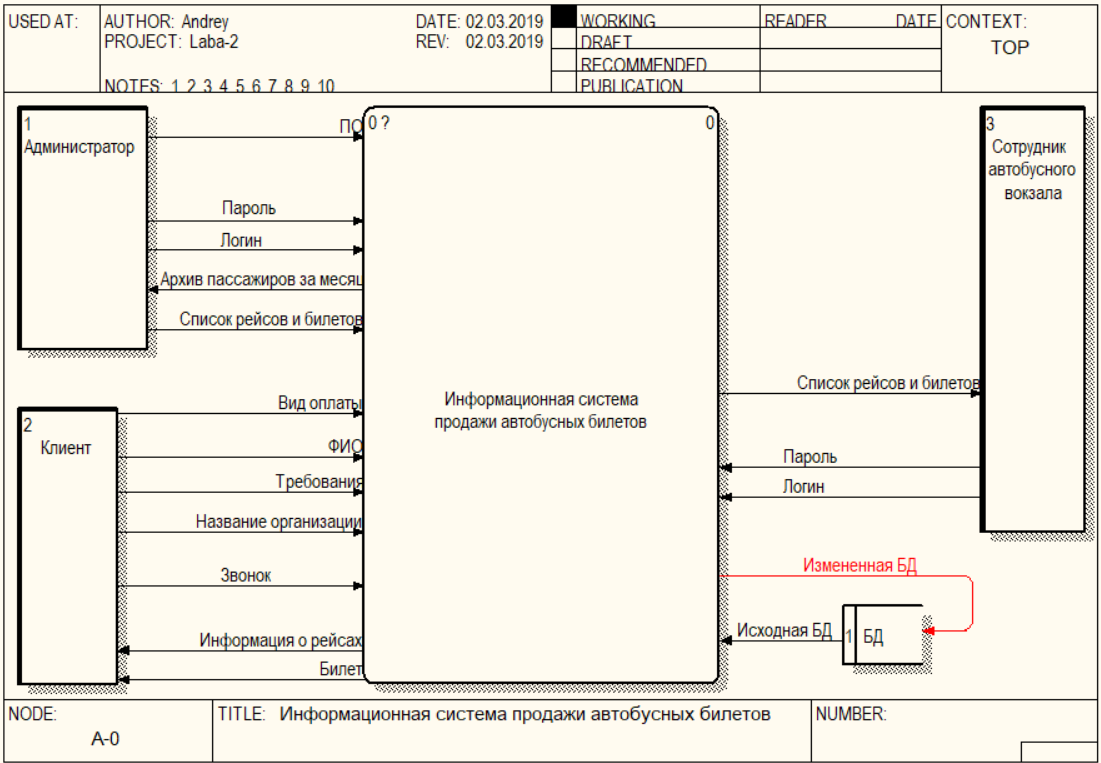 USED AT:
AUTHOR: Andrey
DATE: 02.03.2019
PROJECT: Laba-2
REV: 02.03.2019
NOTES: 1 2 3 4 5 6 7 8 9 10
WORKING
DRAFT
RECOMMENDED
PUBLICATION
READER
DATE
CONTEXT:
TOP
1
Администратор
ПО
Пароль
Логин
Архив пассажиров за месяц
Список рейсов и билетов
2
Клиент
Вид оплаты
ФИО
Требования
Название организации
Звонок
Информация о рейсах
Билет
0 ?
0
Информационная система
продажи автобусных билетов
3
Сотрудник
автобусного
вокзала
Список рейсов и билетов
Пароль
Логин
Измененная БД
Исходная БД
1
БД
NODE:
A-0
TITLE: Информационная система продажи автобусных билетов
NUMBER: